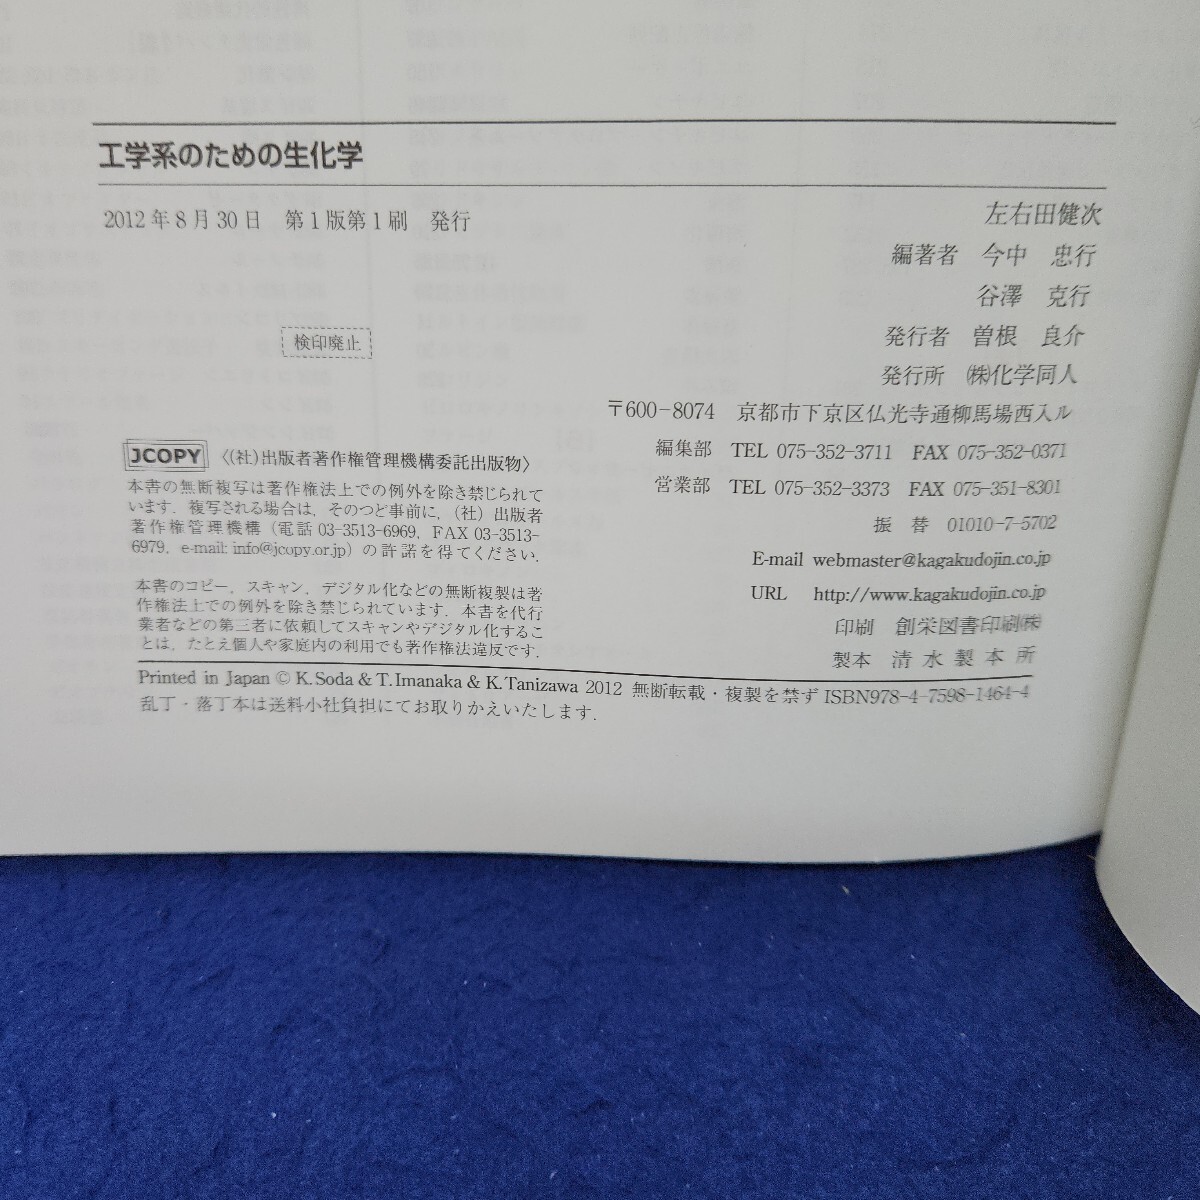 工学系のための生化学
2012年8月30日　第1版第1刷　発行
左右田健次
編著者　今中　忠行
谷澤　克行
発行者　曽根　良介
発行所　㈱化学同人
検印廃止
〒600-8074　京都市下京区仏光寺通柳馬場西入ル
編集部　TEL 075-352-3711　FAX 075-352-0371
営業部　TEL 075-352-3373　FAX 075-351-8301
振　替　01010-7-5702
E-mail　webmaster@kagakudojin.co.jp
URL　http://www.kagakudojin.co.jp
印刷　創栄図書印刷㈱
製本　清水製本所
JCOPY　〈(社)出版者著作権管理機構委託出版物〉
本書の無断複写は著作権法上での例外を除き禁じられて
います．複写される場合は，そのつど事前に，(社) 出版者
著作権管理機構（電話 03-3513-6969，FAX 03-3513-
6979，e-mail: info@jcopy.or.jp）の許諾を得てください．
本書のコピー，スキャン，デジタル化などの無断複製は著
作権法上での例外を除き禁じられています．本書を代行
業者などの第三者に依頼してスキャンやデジタル化するこ
とは，たとえ個人や家庭内の利用でも著作権法違反です．
Printed in Japan © K. Soda & T. Imanaka & K. Tanizawa 2012 無断転載・複製を禁ず ISBN978-4-7598-1464-4
乱丁・落丁本は送料小社負担にてお取りかえいたします．